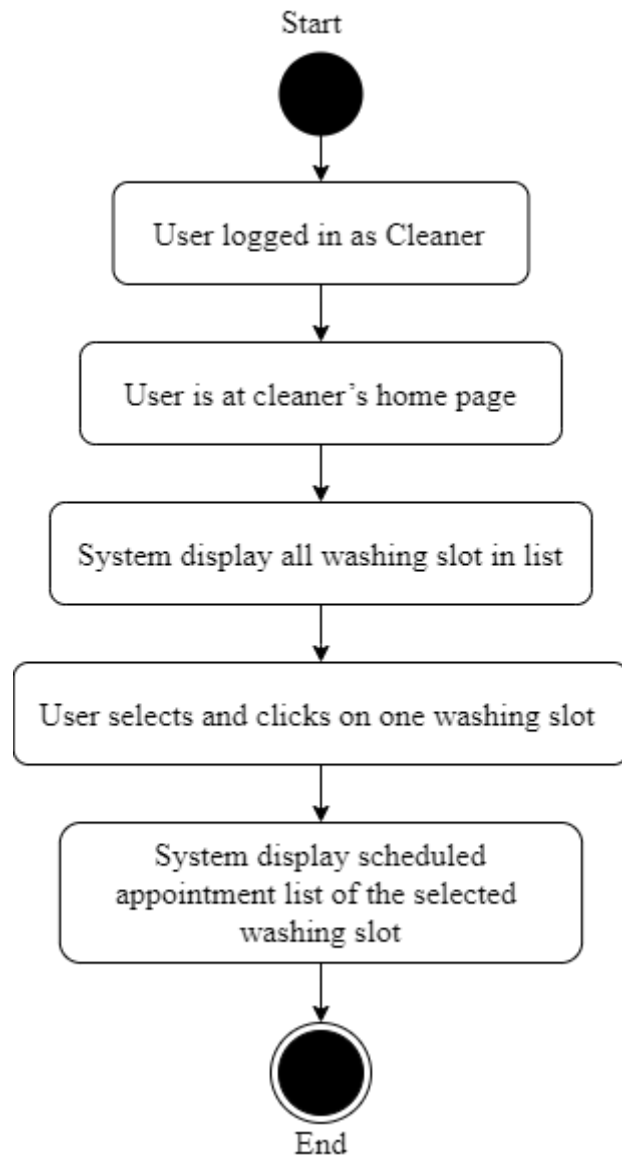 Start
User logged in as Cleaner
User is at cleaner’s home page
System display all washing slot in list
User selects and clicks on one washing slot
System display scheduled
appointment list of the selected
washing slot
End